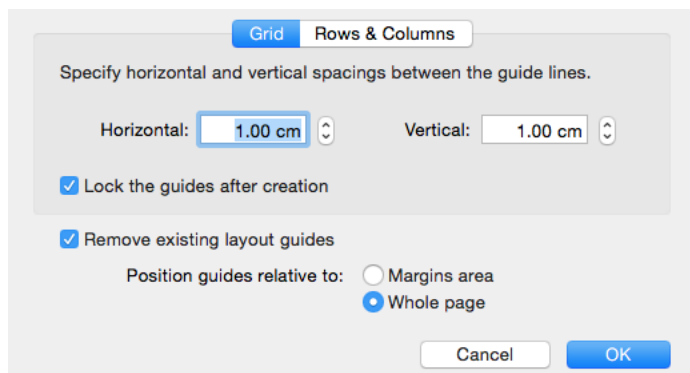 Grid Rows & Columns
Specify horizontal and vertical spacings between the guide lines.
Horizontal: 1.00 cm Vertical: 1.00 cm
Lock the guides after creation
Remove existing layout guides
Position guides relative to: Margins area
Whole page
Cancel OK